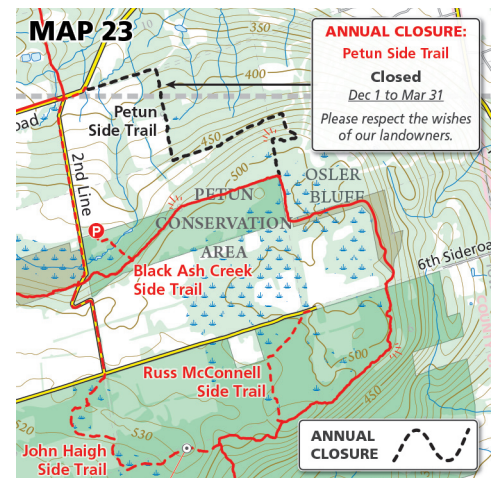 MAP 23
ANNUAL CLOSURE:
Petun Side Trail
Closed
Dec 1 to Mar 31
Please respect the wishes
of our landowners.
350
400
Petun
Side Trail
oad
450
2nd Line
500
OSLER
BLUFF
PETUN
CONSERVATION
AREA
P
6th Sideroa
Black Ash Creek
Side Trail
COUNT
500
Russ McConnell
Side Trail
450
520
530
John Haigh
Side Trail
ANNUAL
CLOSURE